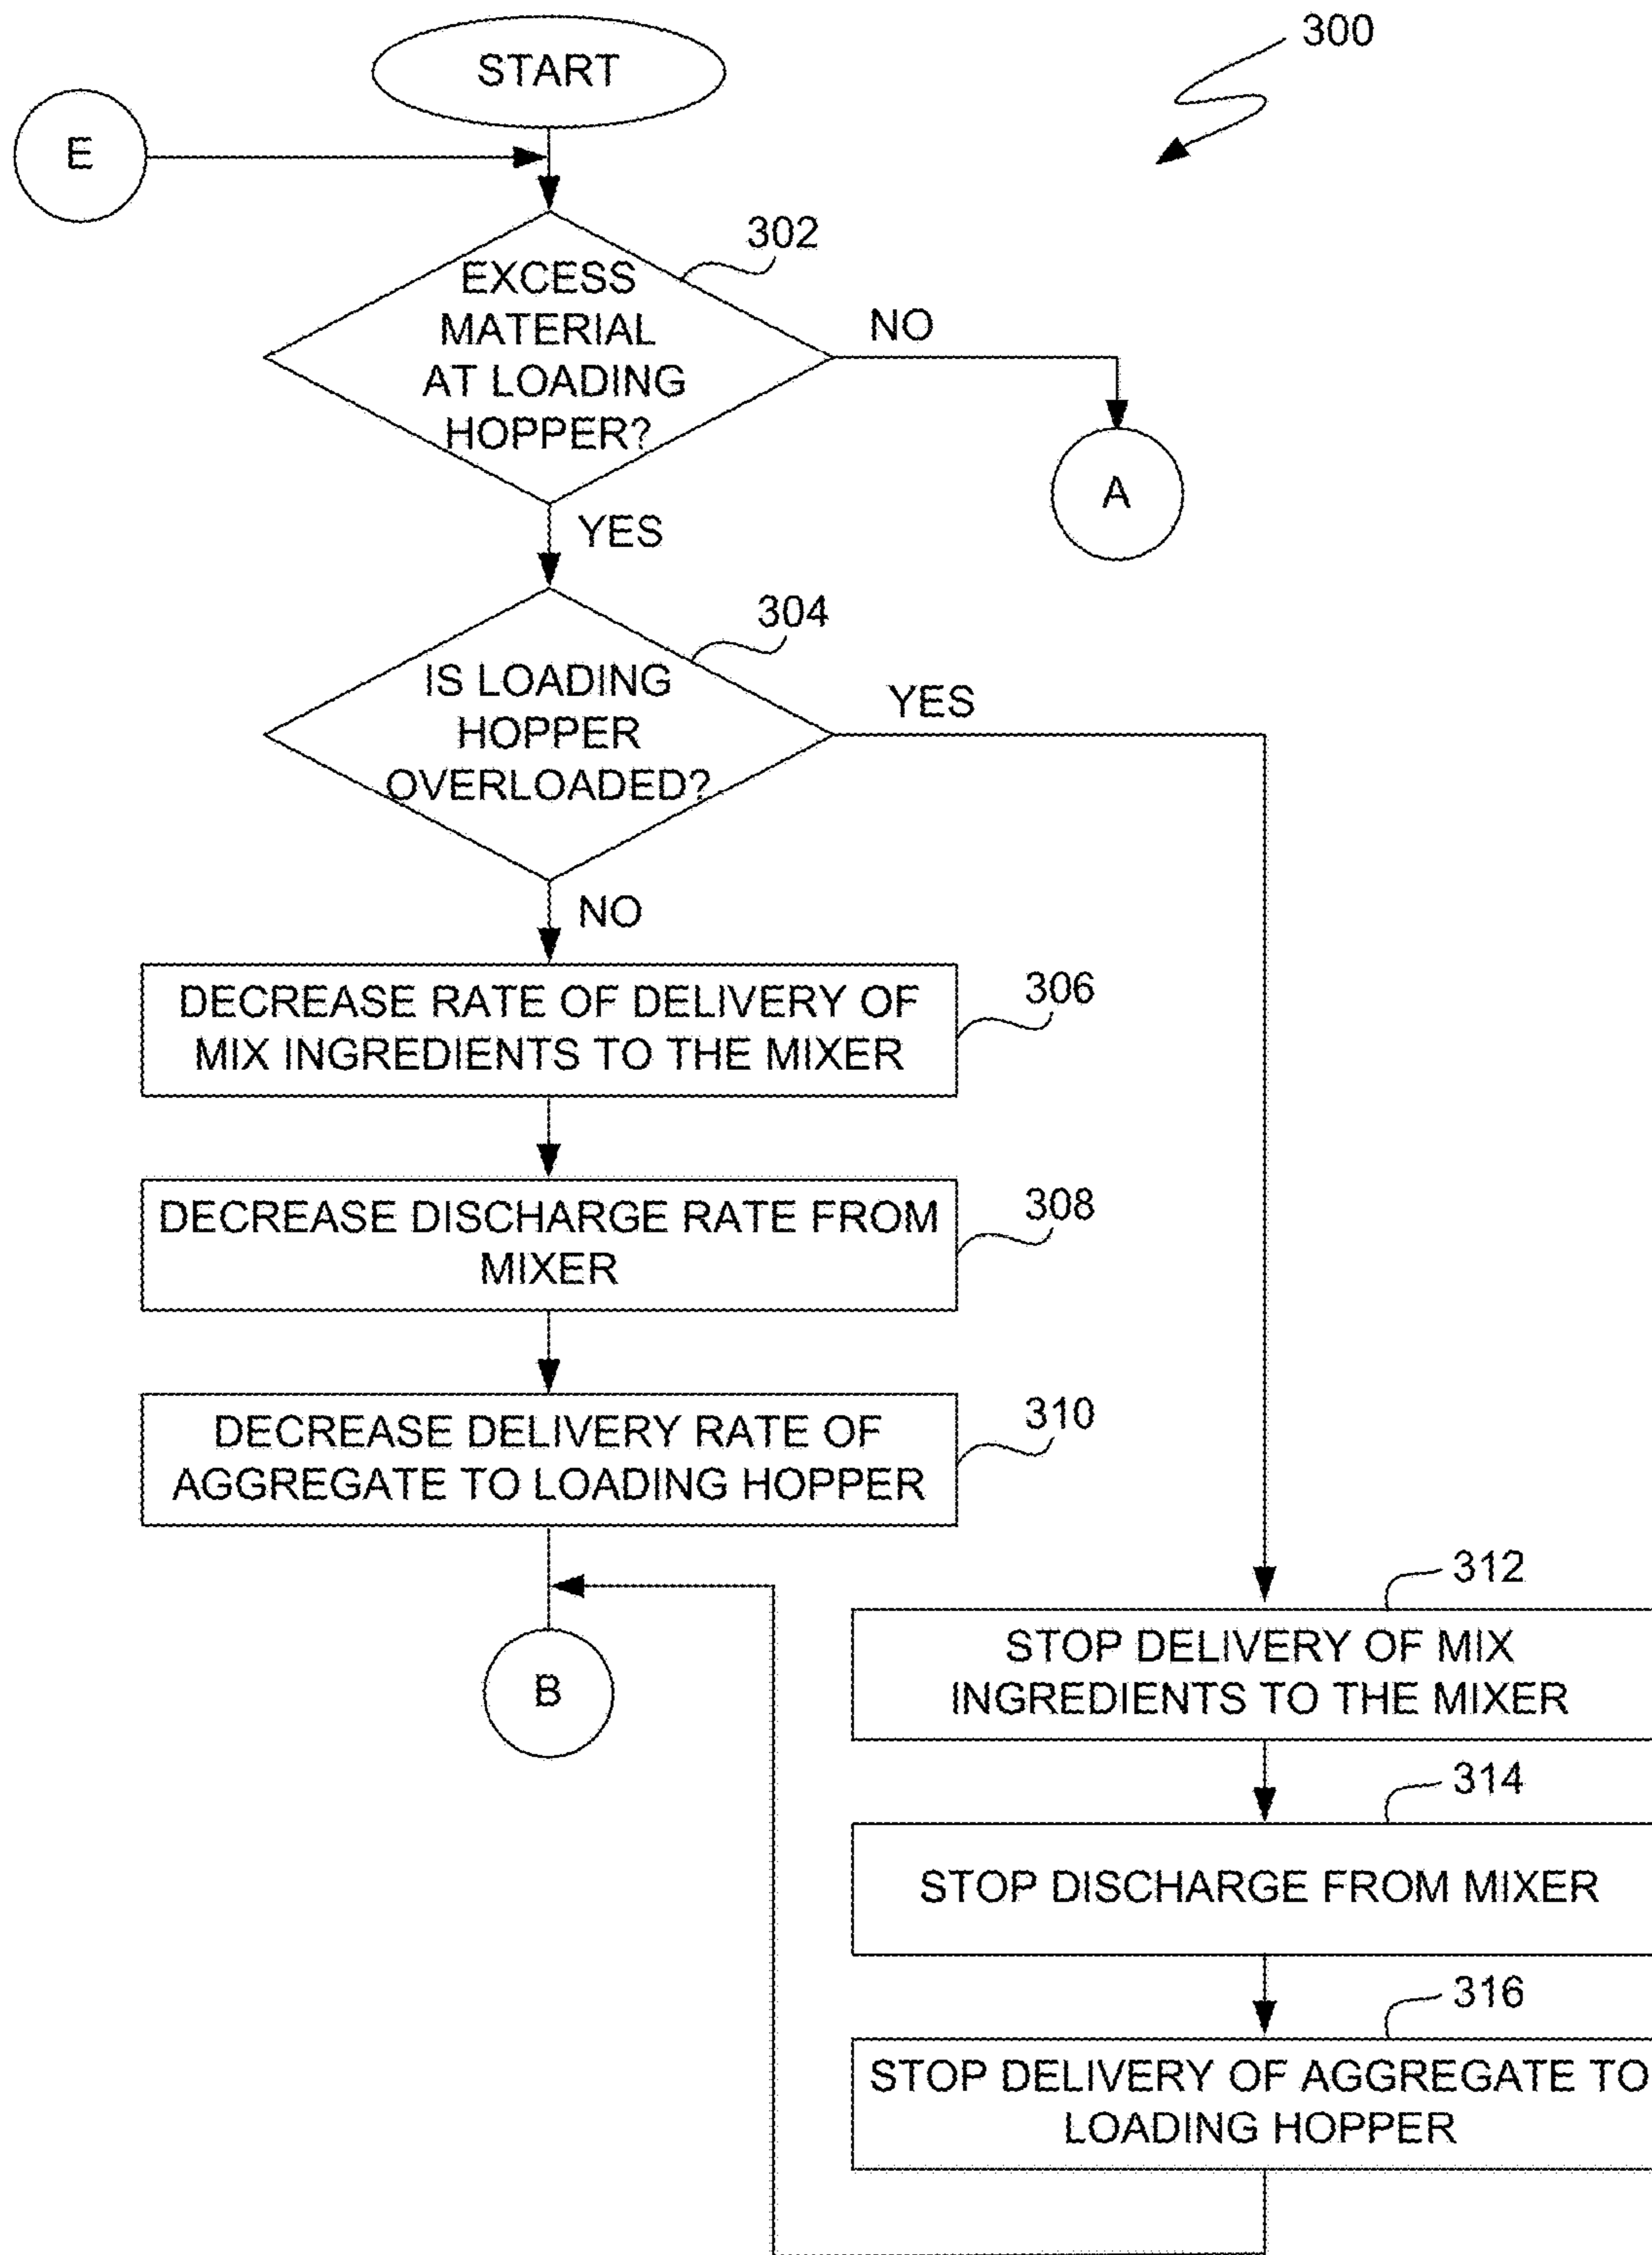 START
300
E
302
EXCESS
MATERIAL
AT LOADING
HOPPER?
NO
A
YES
304
IS LOADING
HOPPER
OVERLOADED?
YES
NO
DECREASE RATE OF DELIVERY OF
MIX INGREDIENTS TO THE MIXER
306
DECREASE DISCHARGE RATE FROM
MIXER
308
DECREASE DELIVERY RATE OF
AGGREGATE TO LOADING HOPPER
310
B
312
STOP DELIVERY OF MIX
INGREDIENTS TO THE MIXER
314
STOP DISCHARGE FROM MIXER
316
STOP DELIVERY OF AGGREGATE TO
LOADING HOPPER